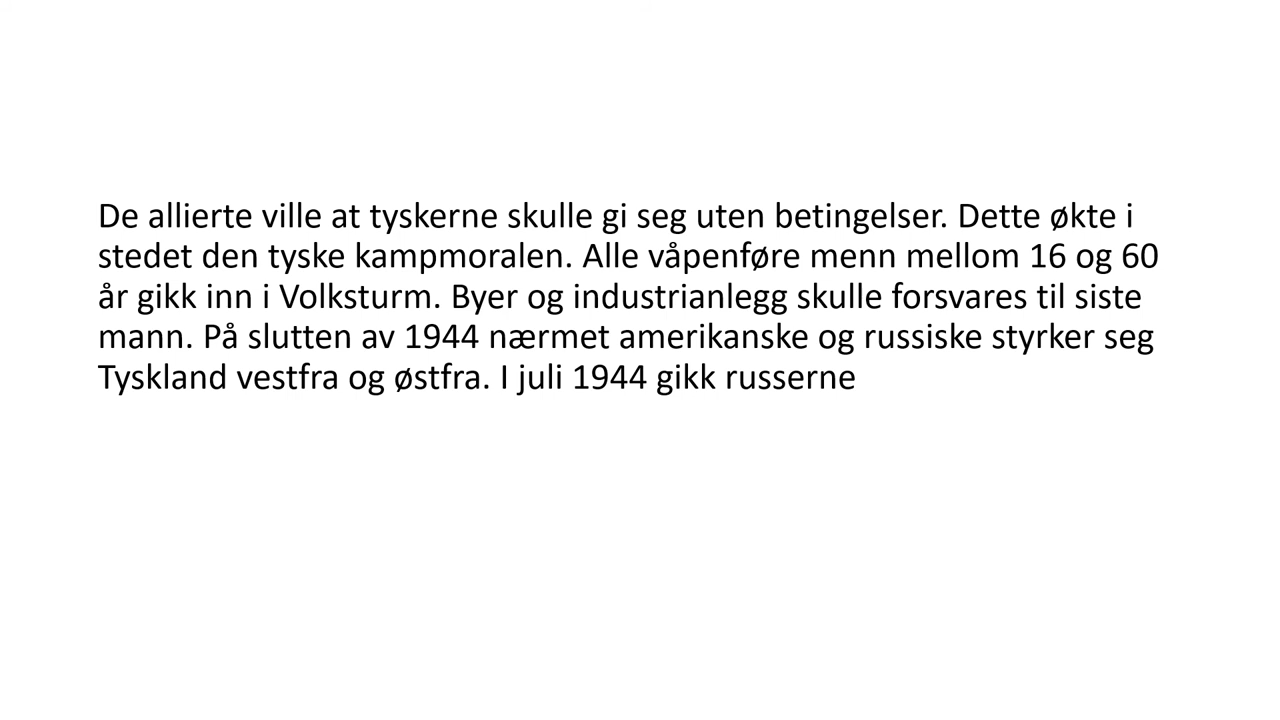 De allierte ville at tyskerne skulle gi seg uten betingelser. Dette økte i
stedet den tyske kampmoralen. Alle våpenføre menn mellom 16 og 60
år gikk inn i Volksturm. Byer og industrianlegg skulle forsvares til siste
mann. På slutten av 1944 nærmet amerikanske og russiske styrker seg
Tyskland vestfra og østfra. I juli 1944 gikk russerne